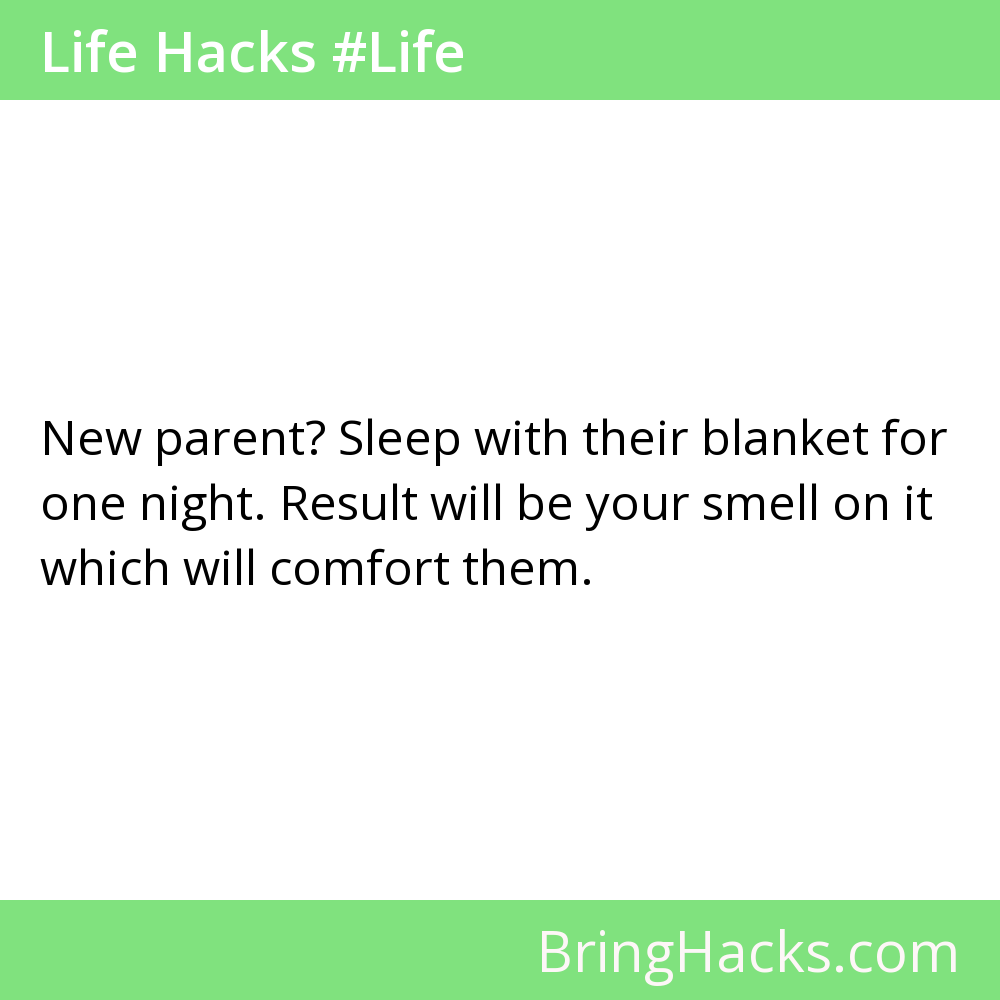 Life Hacks #Life
New parent? Sleep with their blanket for
one night. Result will be your smell on it
which will comfort them.
BringHacks.com